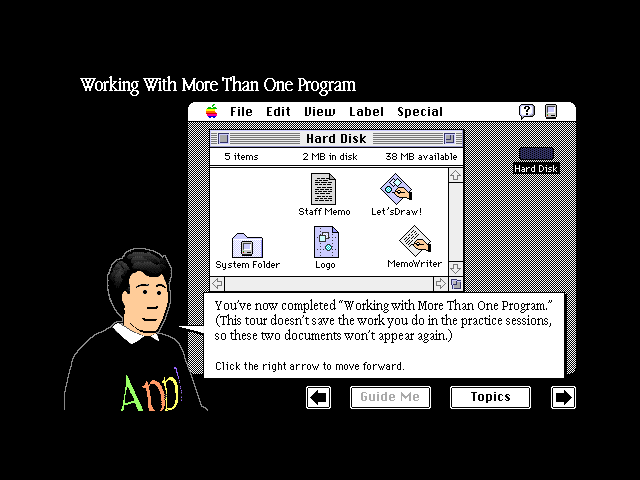 Working With More Than One Program
File Edit View Label Special
Hard Disk
5 items 2 MB in disk 38 MB available
Hard Disk
Staff Memo Let'sDraw!
System Folder Logo MemoWriter
You've now completed “Working with More Than One Program.”
(This tour doesn't save the work you do in the practice sessions,
so these two documents won't appear again.)
Click the right arrow to move forward.
Appl
Guide Me Topics